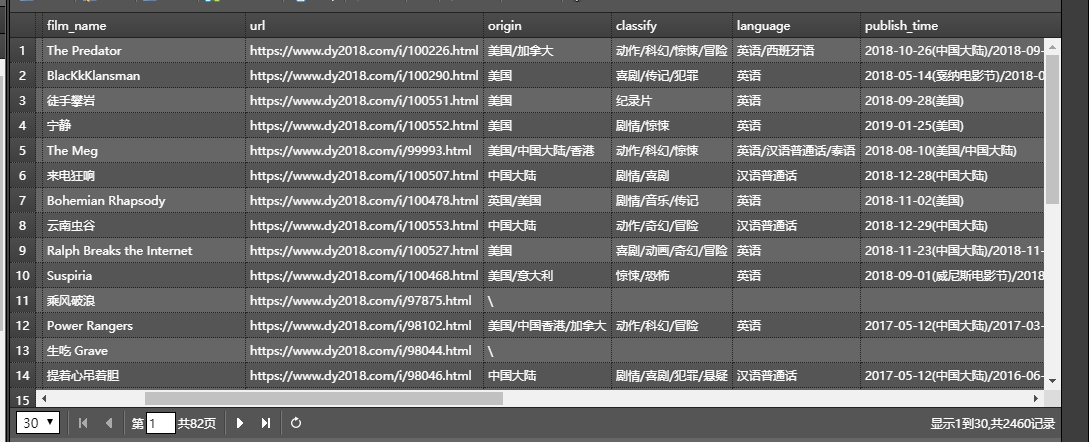 film_name url origin classify language publish_time
1 The Predator https://www.dy2018.com/i/100226.html 美国/加拿大 动作/科幻/惊悚/冒险 英语/西班牙语 2018-10-26(中国大陆)/2018-09-
2 BlacKkKlansman https://www.dy2018.com/i/100290.html 美国 喜剧/传记/犯罪 英语 2018-05-14(戛纳电影节)/2018-0
3 徒手攀岩 https://www.dy2018.com/i/100551.html 美国 纪录片 英语 2018-09-28(美国)
4 宁静 https://www.dy2018.com/i/100552.html 美国 剧情/惊悚 英语 2019-01-25(美国)
5 The Meg https://www.dy2018.com/i/99993.html 美国/中国大陆/香港 动作/科幻/惊悚 英语/汉语普通话/泰语 2018-08-10(美国/中国大陆)
6 来电狂响 https://www.dy2018.com/i/100507.html 中国大陆 剧情/喜剧 汉语普通话 2018-12-28(中国大陆)
7 Bohemian Rhapsody https://www.dy2018.com/i/100478.html 英国/美国 剧情/音乐/传记 英语 2018-11-02(美国)
8 云南虫谷 https://www.dy2018.com/i/100553.html 中国大陆 动作/奇幻/冒险 汉语普通话 2018-12-29(中国大陆)
9 Ralph Breaks the Internet https://www.dy2018.com/i/100527.html 美国 喜剧/动画/奇幻/冒险 英语 2018-11-23(中国大陆)/2018-11-
10 Suspiria https://www.dy2018.com/i/100468.html 美国/意大利 惊悚/恐怖 英语 2018-09-01(威尼斯电影节)/2018
11 乘风破浪 https://www.dy2018.com/i/97875.html \
12 Power Rangers https://www.dy2018.com/i/98102.html 美国/中国香港/加拿大 动作/科幻/冒险 英语 2017-05-12(中国大陆)/2017-03-
13 生吃 Grave https://www.dy2018.com/i/98044.html \
14 提着心吊着胆 https://www.dy2018.com/i/98046.html 中国大陆 剧情/喜剧/犯罪/悬疑 汉语普通话 2017-05-12(中国大陆)/2016-06-
15
30 第 1 共82页 显示1到30,共2460记录